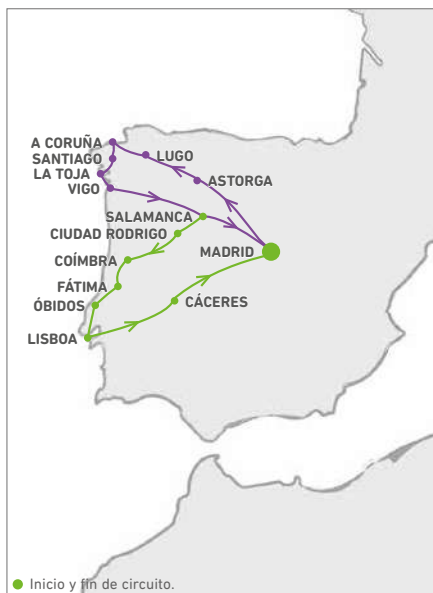 A CORUÑA
LUGO
SANTIAGO
LA TOJA
ASTORGA
VIGO
SALAMANCA
CIUDAD RODRIGO
MADRID
COÍMBRA
FÁTIMA
CÁCERES
ÓBIDOS
LISBOA
Inicio y fin de circuito.